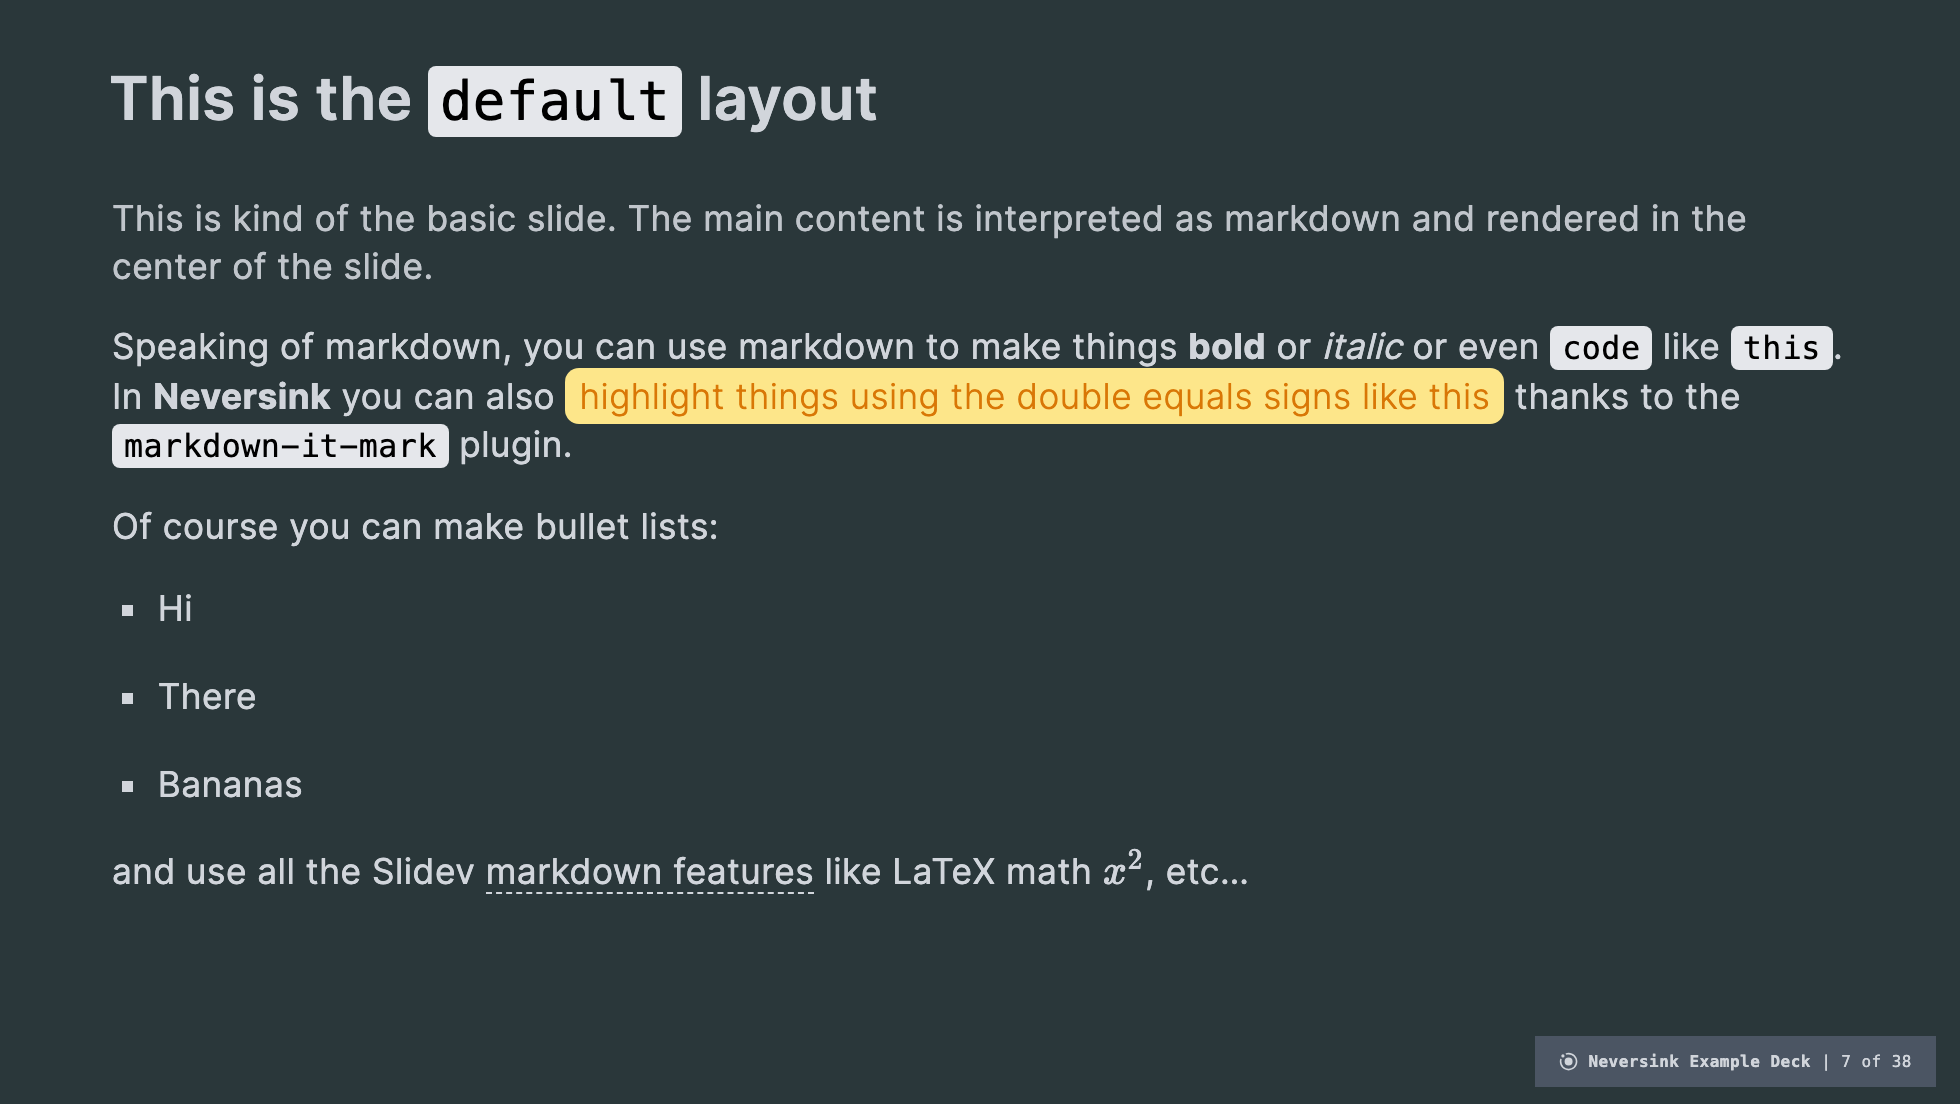 This is the default layout
This is kind of the basic slide. The main content is interpreted as markdown and rendered in the
center of the slide.
Speaking of markdown, you can use markdown to make things bold or italic or even code like this.
In Neversink you can also highlight things using the double equals signs like this thanks to the
markdown-it-mark plugin.
Of course you can make bullet lists:
▪ Hi
▪ There
▪ Bananas
and use all the Slidev markdown features like LaTeX math x², etc...
Neversink Example Deck | 7 of 38